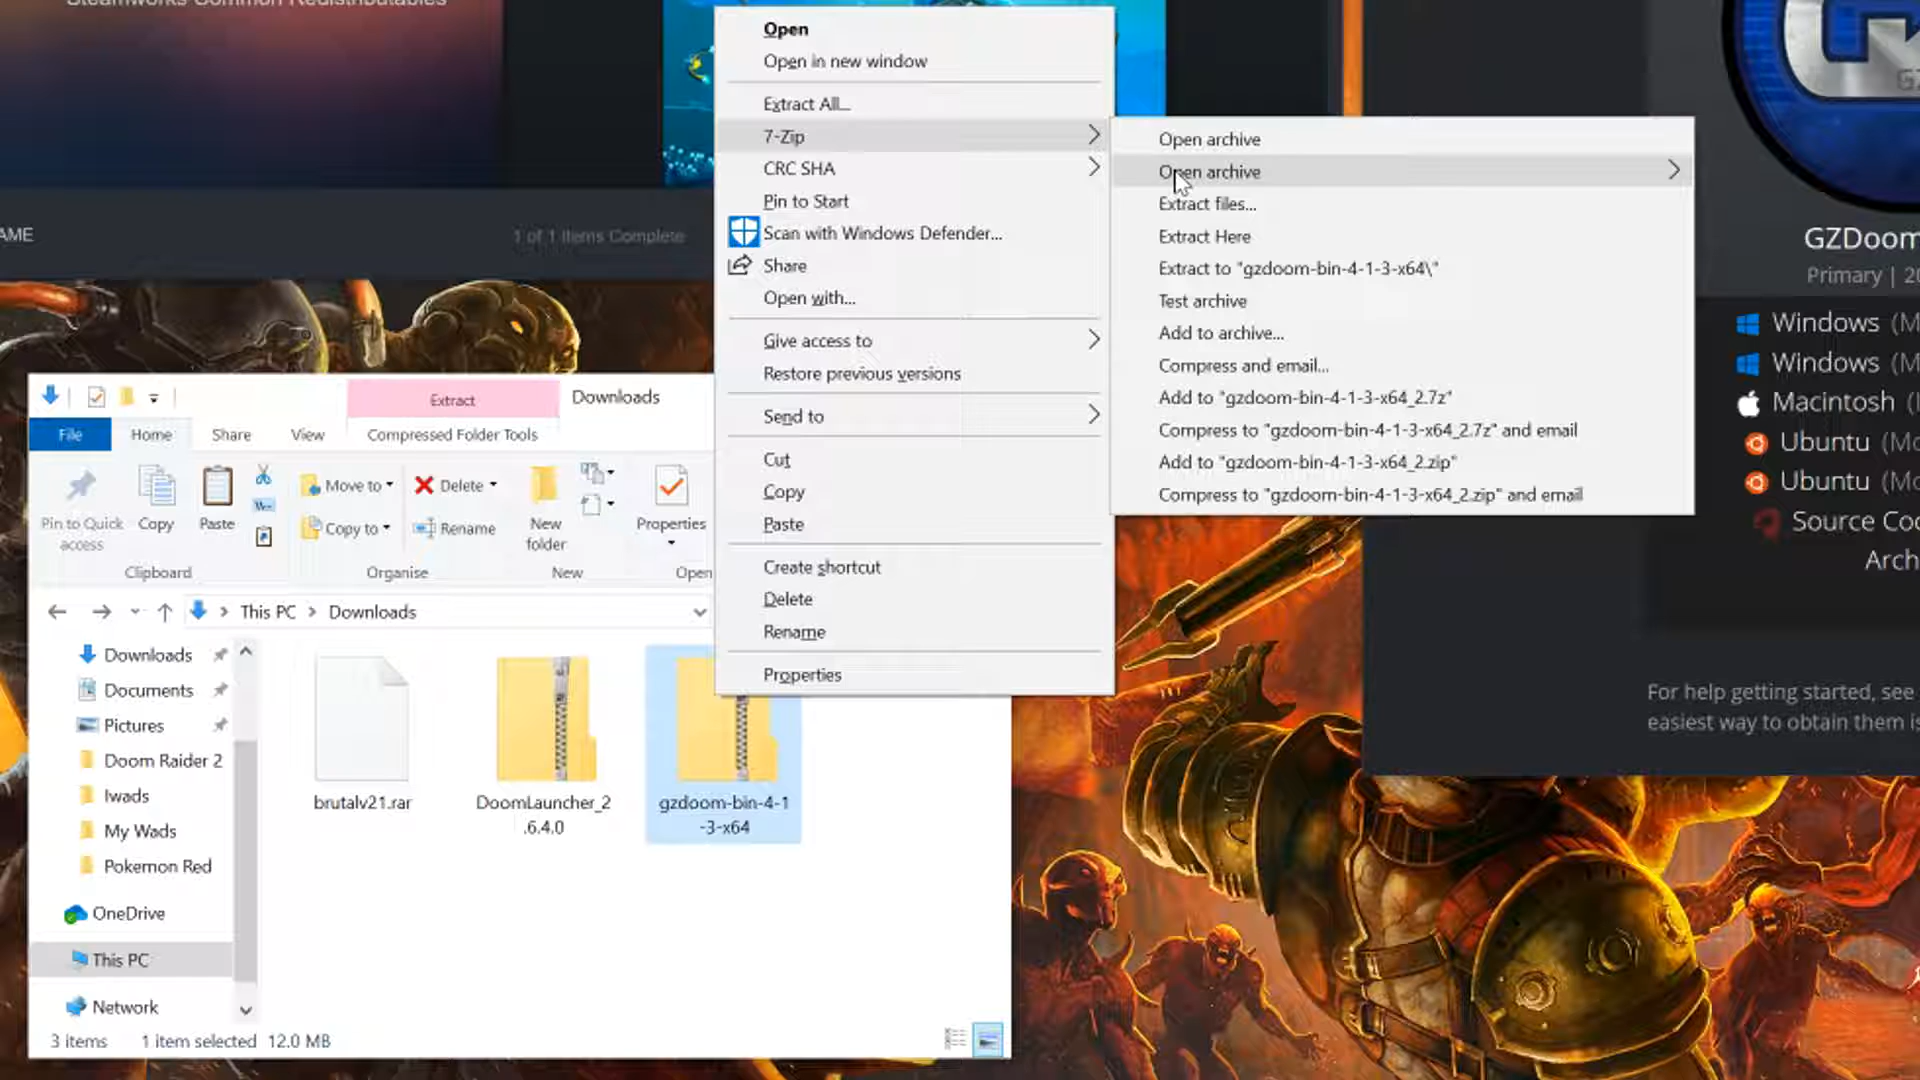 Steamworks Common Redistributables
AME
1 of 1 Items Complete
Open
Open in new window
Extract All...
7-Zip
CRC SHA
Pin to Start
Scan with Windows Defender...
Share
Open with...
Give access to
Restore previous versions
Send to
Cut
Copy
Paste
Create shortcut
Delete
Rename
Properties
Open archive
Open archive
Extract files...
Extract Here
Extract to "gzdoom-bin-4-1-3-x64\"
Test archive
Add to archive...
Compress and email...
Add to "gzdoom-bin-4-1-3-x64_2.7z"
Compress to "gzdoom-bin-4-1-3-x64_2.7z" and email
Add to "gzdoom-bin-4-1-3-x64_2.zip"
Compress to "gzdoom-bin-4-1-3-x64_2.zip" and email
GZDoom
Primary | 20
Windows (M
Windows (M
Macintosh (
Ubuntu (Mo
Ubuntu (Mo
Source Coo
Arch
For help getting started, see
easiest way to obtain them is
Extract
Downloads
File
Home
Share
View
Compressed Folder Tools
Pin to Quick
access
Copy
Paste
Move to
Copy to
Delete
Rename
New
folder
Properties
Clipboard
Organise
New
Open
This PC > Downloads
Downloads
Documents
Pictures
Doom Raider 2
Iwads
My Wads
Pokemon Red
OneDrive
This PC
Network
brutalv21.rar
DoomLauncher_2
.6.4.0
gzdoom-bin-4-1
-3-x64
3 items
1 item selected 12.0 MB